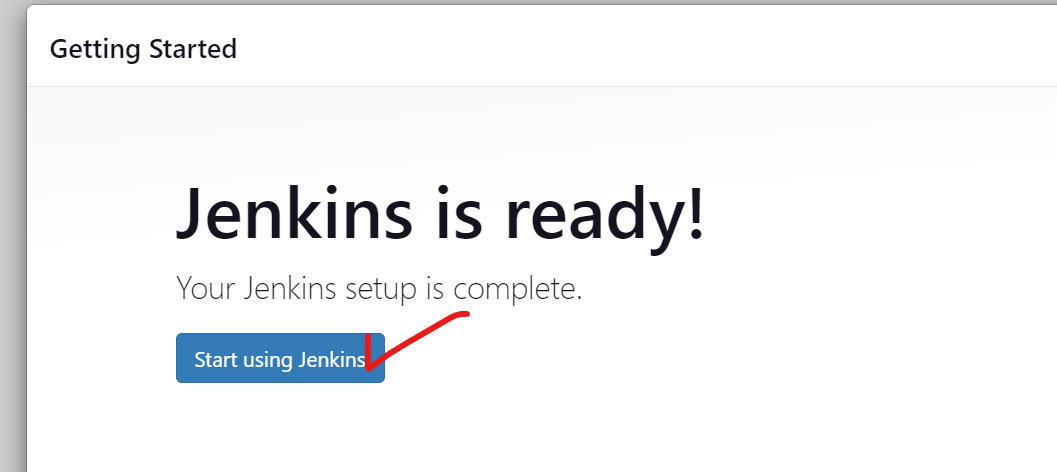 Getting Started
Jenkins is ready!
Your Jenkins setup is complete.
Start using Jenkins